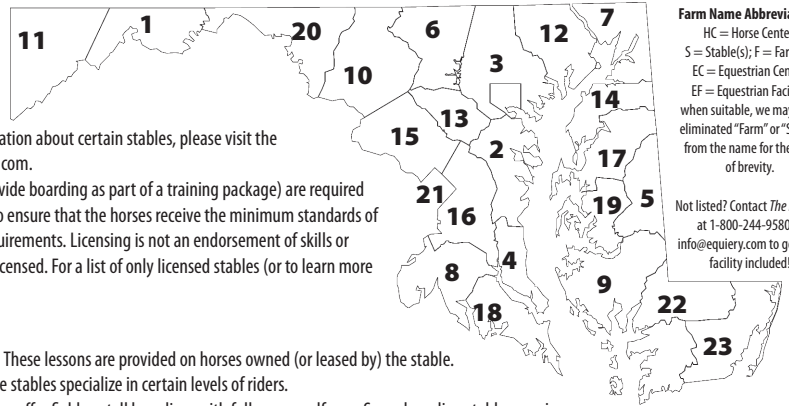 11
1
20
6
12
7
10
3
14
13
15
2
17
21
16
19
5
8
4
9
18
22
23
ation about certain stables, please visit the
com.
vide boarding as part of a training package) are required
o ensure that the horses receive the minimum standards of
uirements. Licensing is not an endorsement of skills or
icensed. For a list of only licensed stables (or to learn more
These lessons are provided on horses owned (or leased by) the stable.
e stables specialize in certain levels of riders.
Farm Name Abbrevia
HC = Horse Cente
S = Stable(s); F = Far
EC = Equestrian Cen
EF = Equestrian Faci
when suitable, we may
eliminated "Farm" or "S
from the name for the
of brevity.
Not listed? Contact The
at 1-800-244-9580
info@equiery.com to g
facility included!